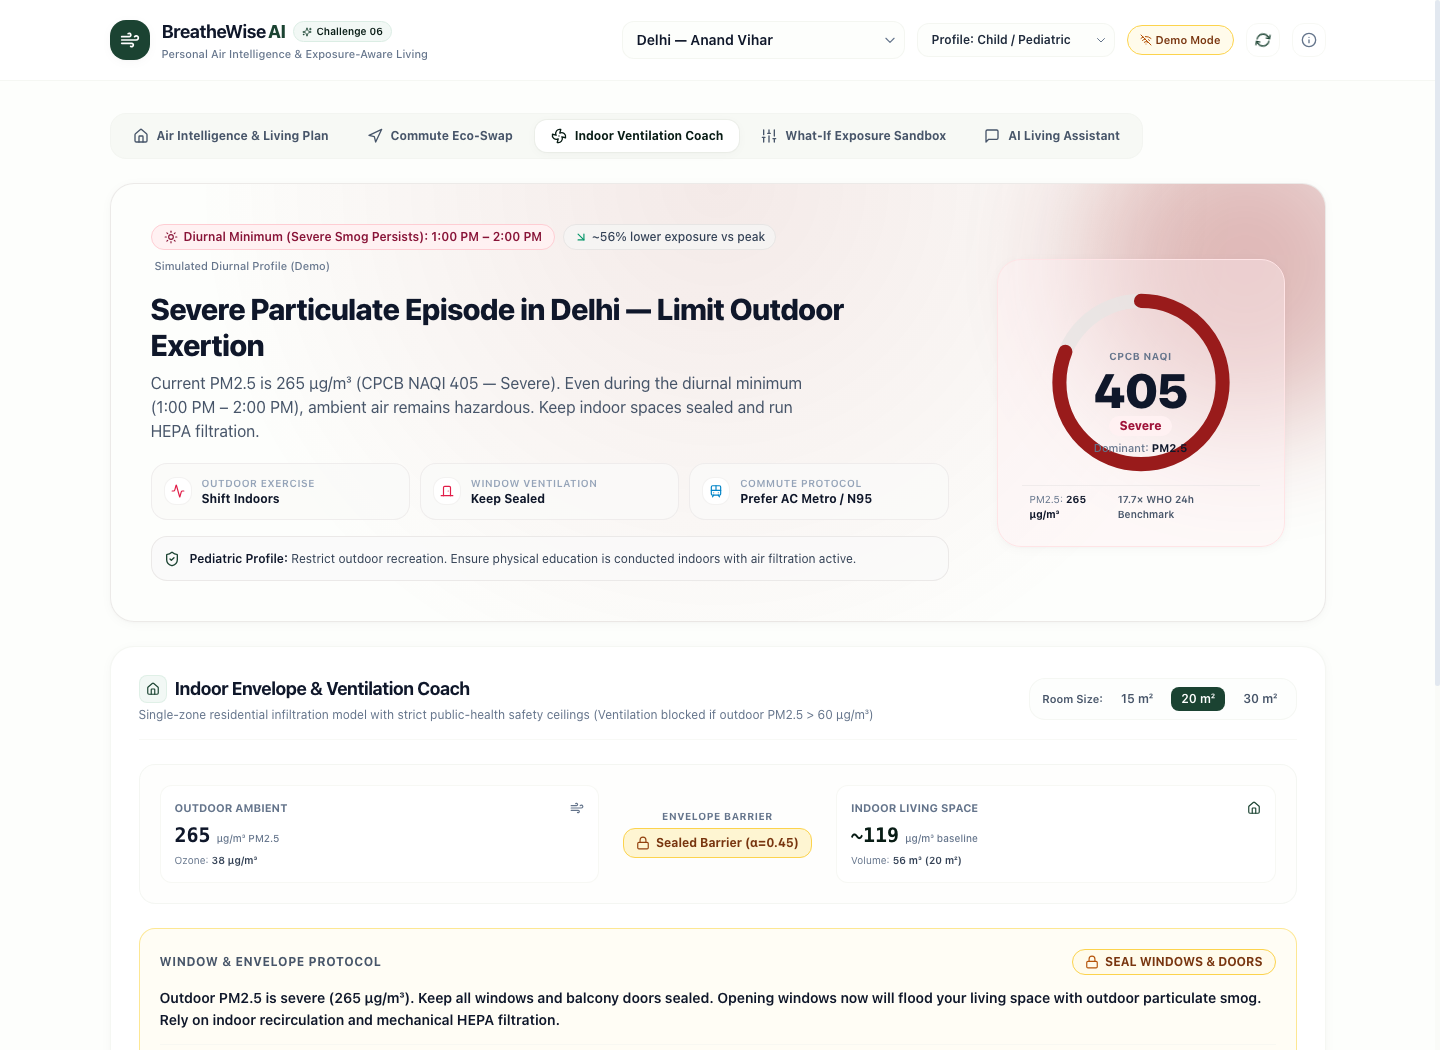 BreatheWise AI
Challenge 06
Personal Air Intelligence & Exposure-Aware Living
Delhi — Anand Vihar
Profile: Child / Pediatric
Demo Mode
Air Intelligence & Living Plan
Commute Eco-Swap
Indoor Ventilation Coach
What-If Exposure Sandbox
AI Living Assistant
Diurnal Minimum (Severe Smog Persists): 1:00 PM – 2:00 PM
~56% lower exposure vs peak
Simulated Diurnal Profile (Demo)
Severe Particulate Episode in Delhi — Limit Outdoor
Exertion
Current PM2.5 is 265 µg/m³ (CPCB NAQI 405 — Severe). Even during the diurnal minimum
(1:00 PM – 2:00 PM), ambient air remains hazardous. Keep indoor spaces sealed and run
HEPA filtration.
OUTDOOR EXERCISE
Shift Indoors
WINDOW VENTILATION
Keep Sealed
COMMUTE PROTOCOL
Prefer AC Metro / N95
Pediatric Profile: Restrict outdoor recreation. Ensure physical education is conducted indoors with air filtration active.
CPCB NAQI
405
Severe
Dominant: PM2.5
PM2.5: 265
µg/m³
17.7× WHO 24h
Benchmark
Indoor Envelope & Ventilation Coach
Single-zone residential infiltration model with strict public-health safety ceilings (Ventilation blocked if outdoor PM2.5 > 60 µg/m³)
Room Size: 15 m² 20 m² 30 m²
OUTDOOR AMBIENT
265 µg/m³ PM2.5
Ozone: 38 µg/m³
ENVELOPE BARRIER
Sealed Barrier (α=0.45)
INDOOR LIVING SPACE
~119 µg/m³ baseline
Volume: 56 m³ (20 m²)
WINDOW & ENVELOPE PROTOCOL
SEAL WINDOWS & DOORS
Outdoor PM2.5 is severe (265 µg/m³). Keep all windows and balcony doors sealed. Opening windows now will flood your living space with outdoor particulate smog.
Rely on indoor recirculation and mechanical HEPA filtration.